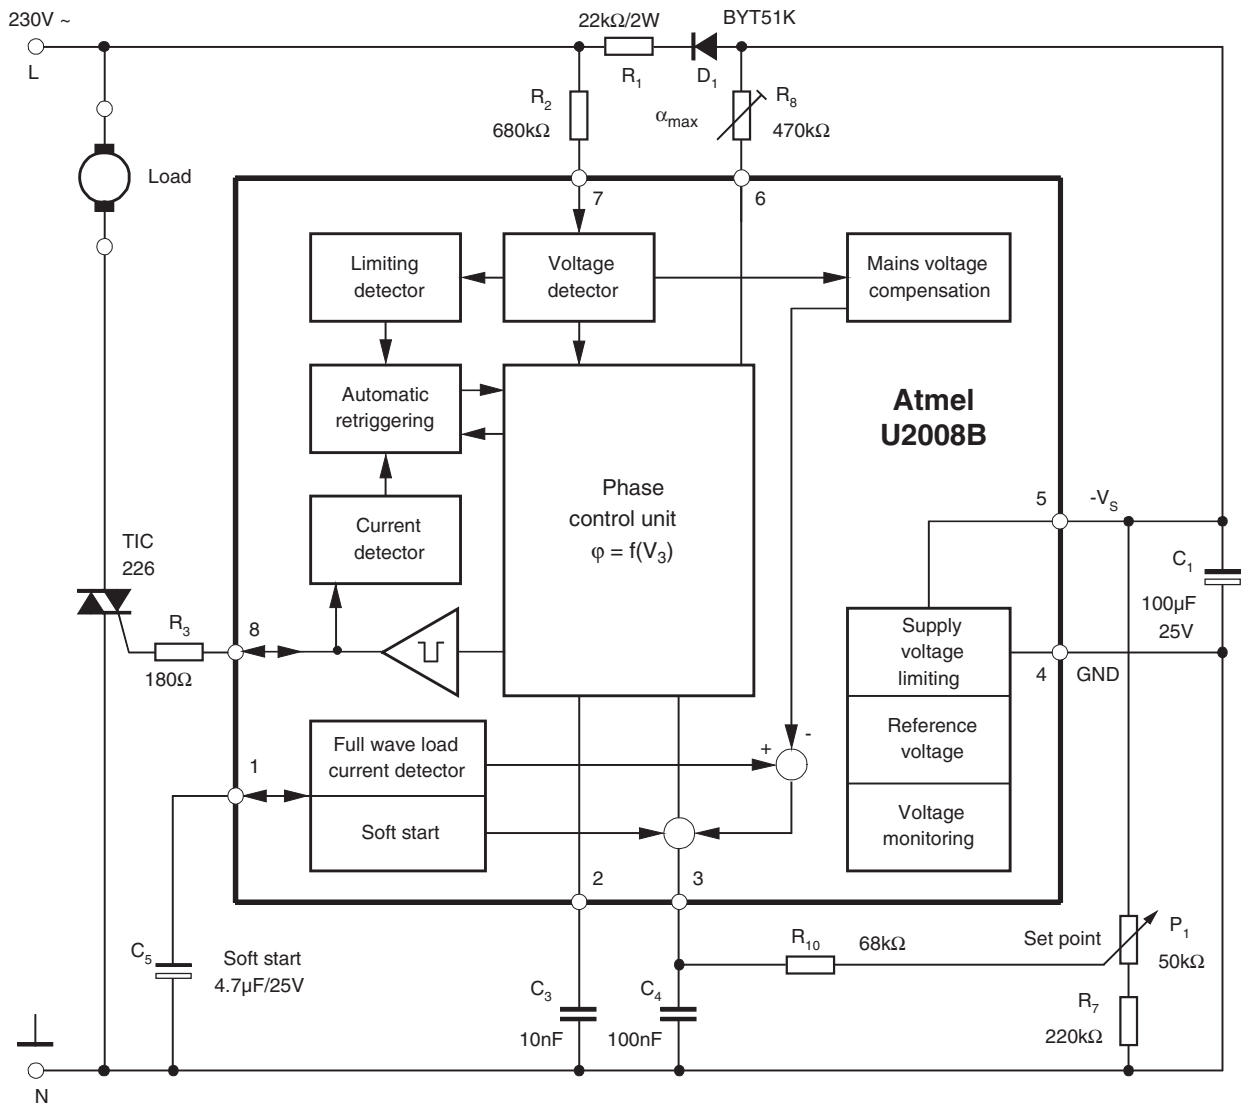 230V ~
L
22kΩ/2W
R1
BYT51K
D1
R2
680kΩ
αmax
R8
470kΩ
Load
7
6
Limiting
detector
Voltage
detector
Mains voltage
compensation
Automatic
retriggering
Atmel
U2008B
Phase
control unit
φ = f(V3)
Current
detector
5
-VS
C1
100µF
25V
TIC
226
R3
180Ω
8
Supply
voltage
limiting
4
GND
Reference
voltage
Voltage
monitoring
1
Full wave load
current detector
Soft start
+
-
2
3
C5
Soft start
4.7µF/25V
R10
68kΩ
Set point
P1
50kΩ
C3
10nF
C4
100nF
R7
220kΩ
N